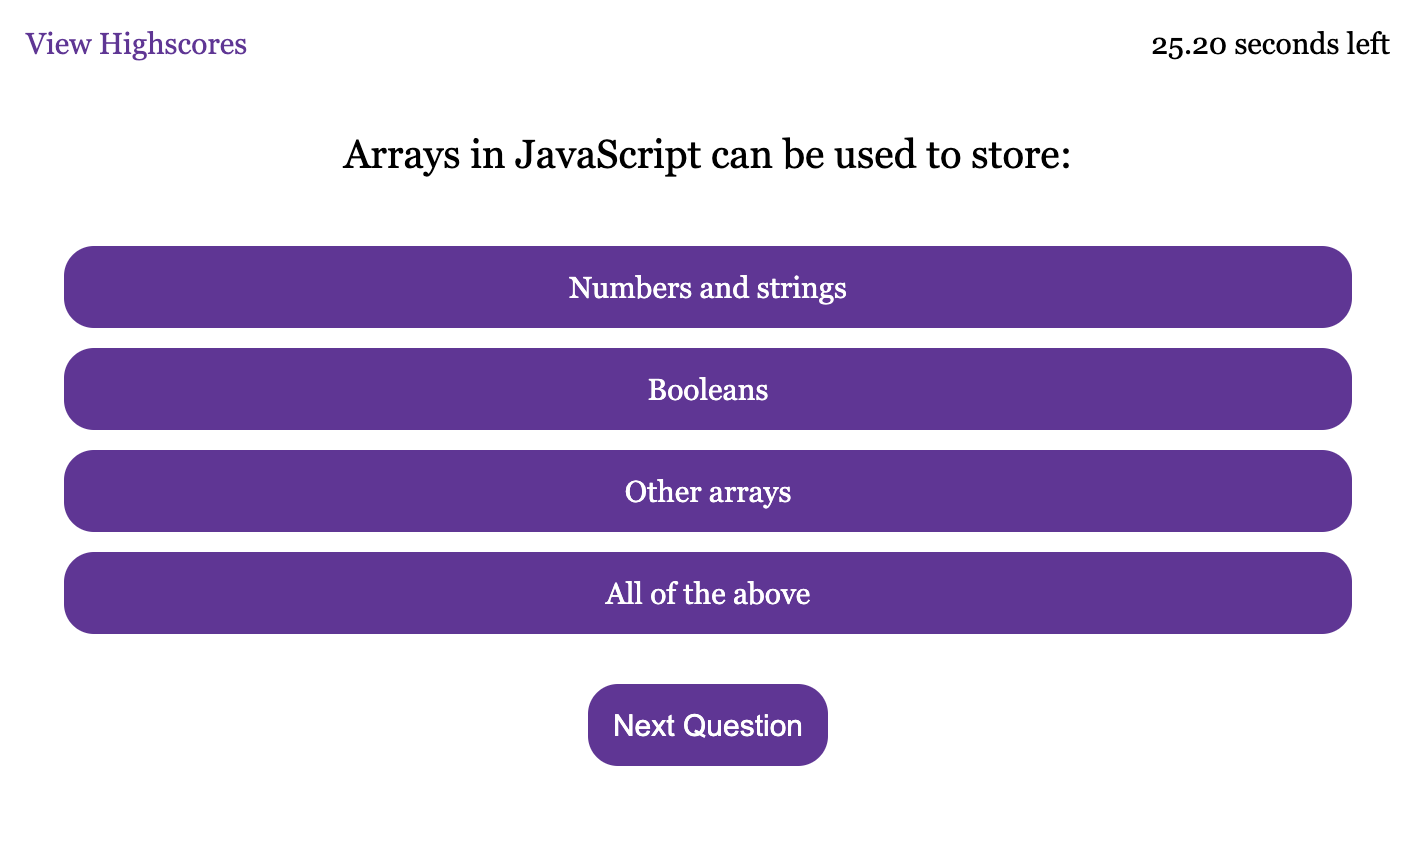 View Highscores
25.20 seconds left
Arrays in JavaScript can be used to store:
Numbers and strings
Booleans
Other arrays
All of the above
Next Question